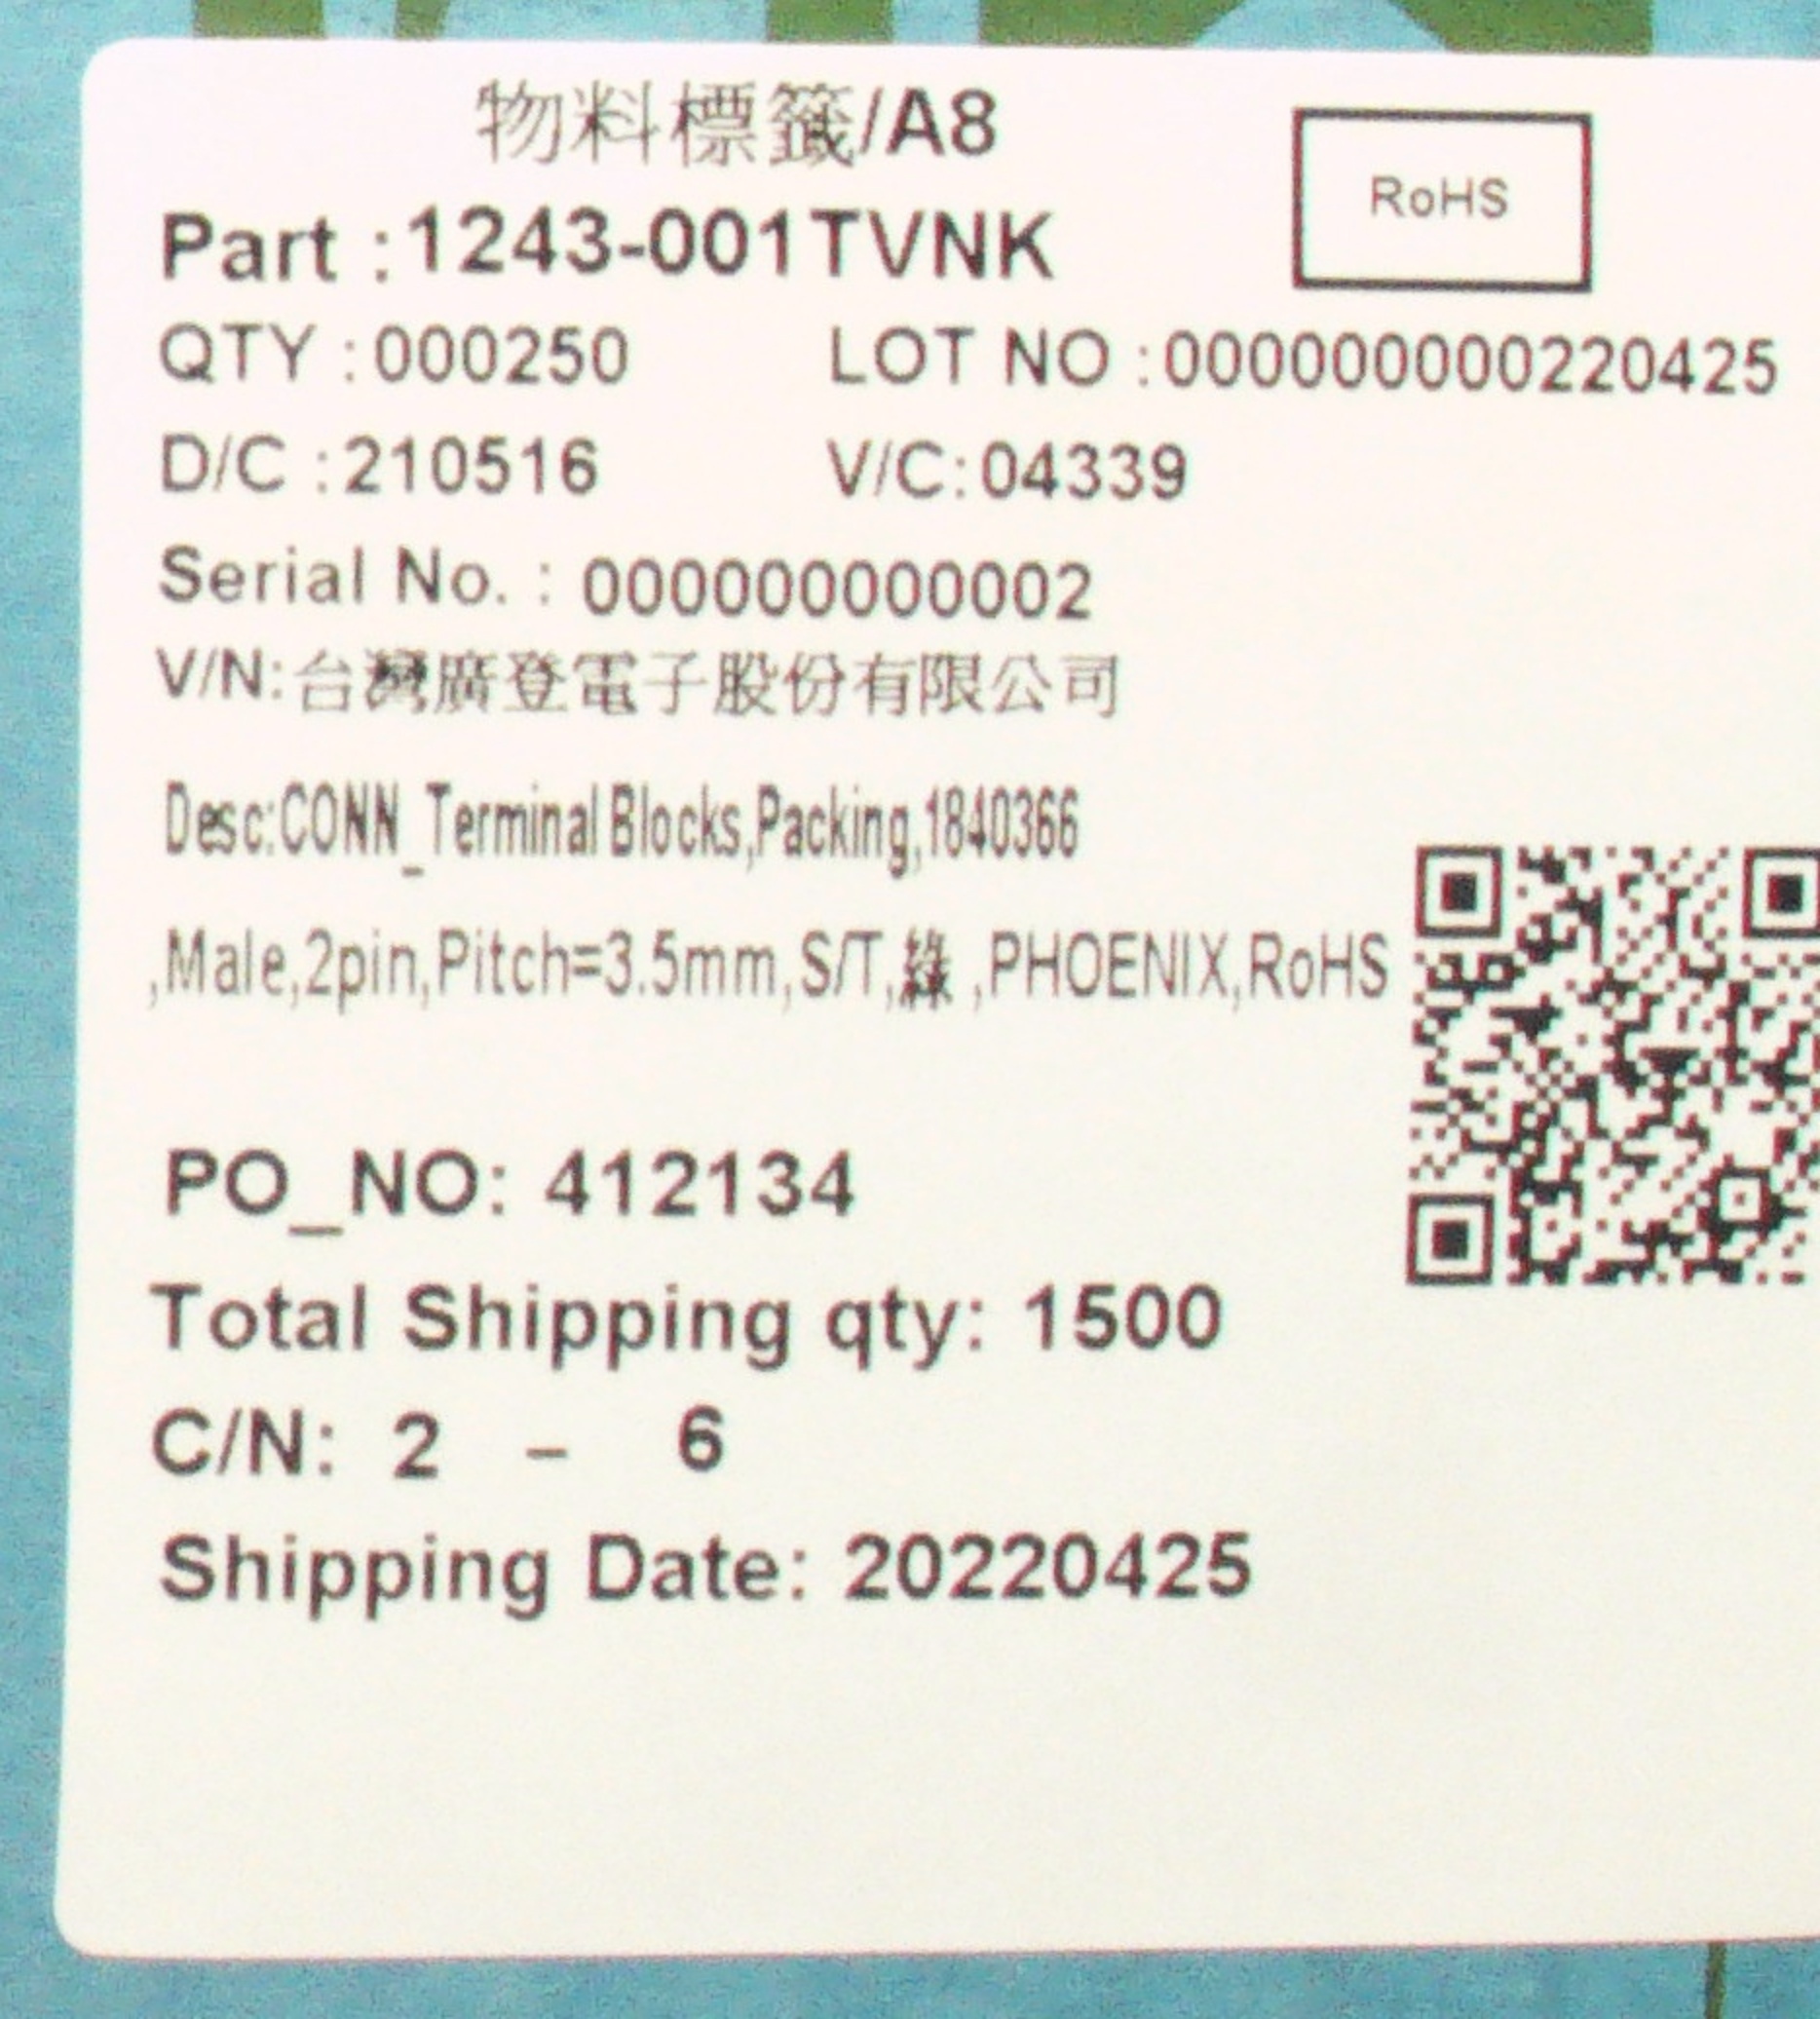 物料標籤/A8
RoHS
Part :1243-001TVNK
QTY :000250 LOT NO :000000000220425
D/C :210516 V/C:04339
Serial No. : 000000000002
V/N:台灣廣登電子股份有限公司
Desc:CONN_Terminal Blocks,Packing,1840366
,Male,2pin,Pitch=3.5mm,S/T,綠 ,PHOENIX,RoHS
PO_NO: 412134
Total Shipping qty: 1500
C/N: 2 – 6
Shipping Date: 20220425